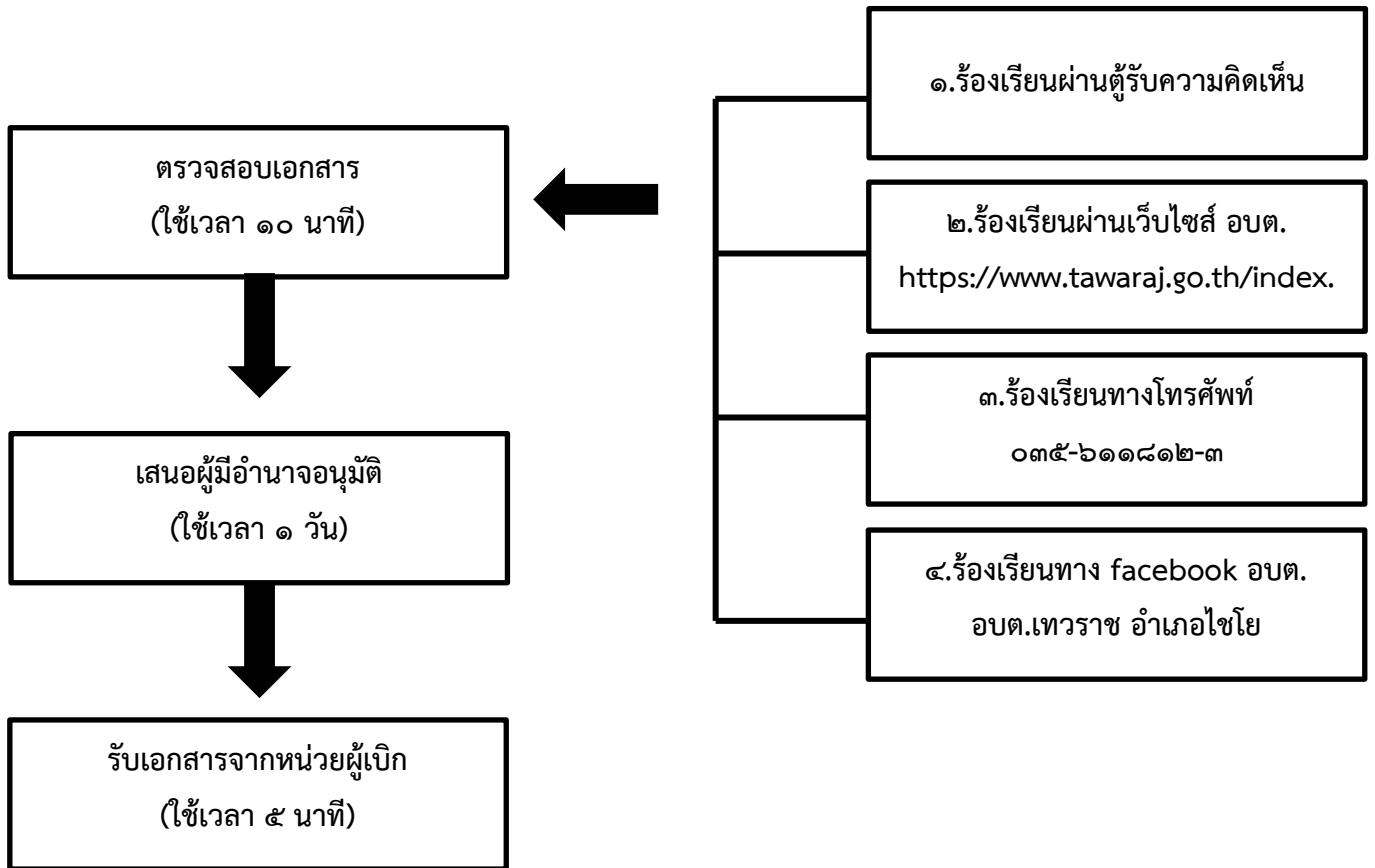 ๑.ร้องเรียนผ่านตู้รับความคิดเห็น
๒.ร้องเรียนผ่านเว็บไซส์ อบต.
https://www.tawaraj.go.th/index.
๓.ร้องเรียนทางโทรศัพท์
๐๓๕-๖๑๑๘๑๒-๓
๔.ร้องเรียนทาง facebook อบต.
อบต.เทวราช อำเภอไชโย
ตรวจสอบเอกสาร
(ใช้เวลา ๑๐ นาที)
เสนอผู้มีอำนาจอนุมัติ
(ใช้เวลา ๑ วัน)
รับเอกสารจากหน่วยผู้เบิก
(ใช้เวลา ๕ นาที)